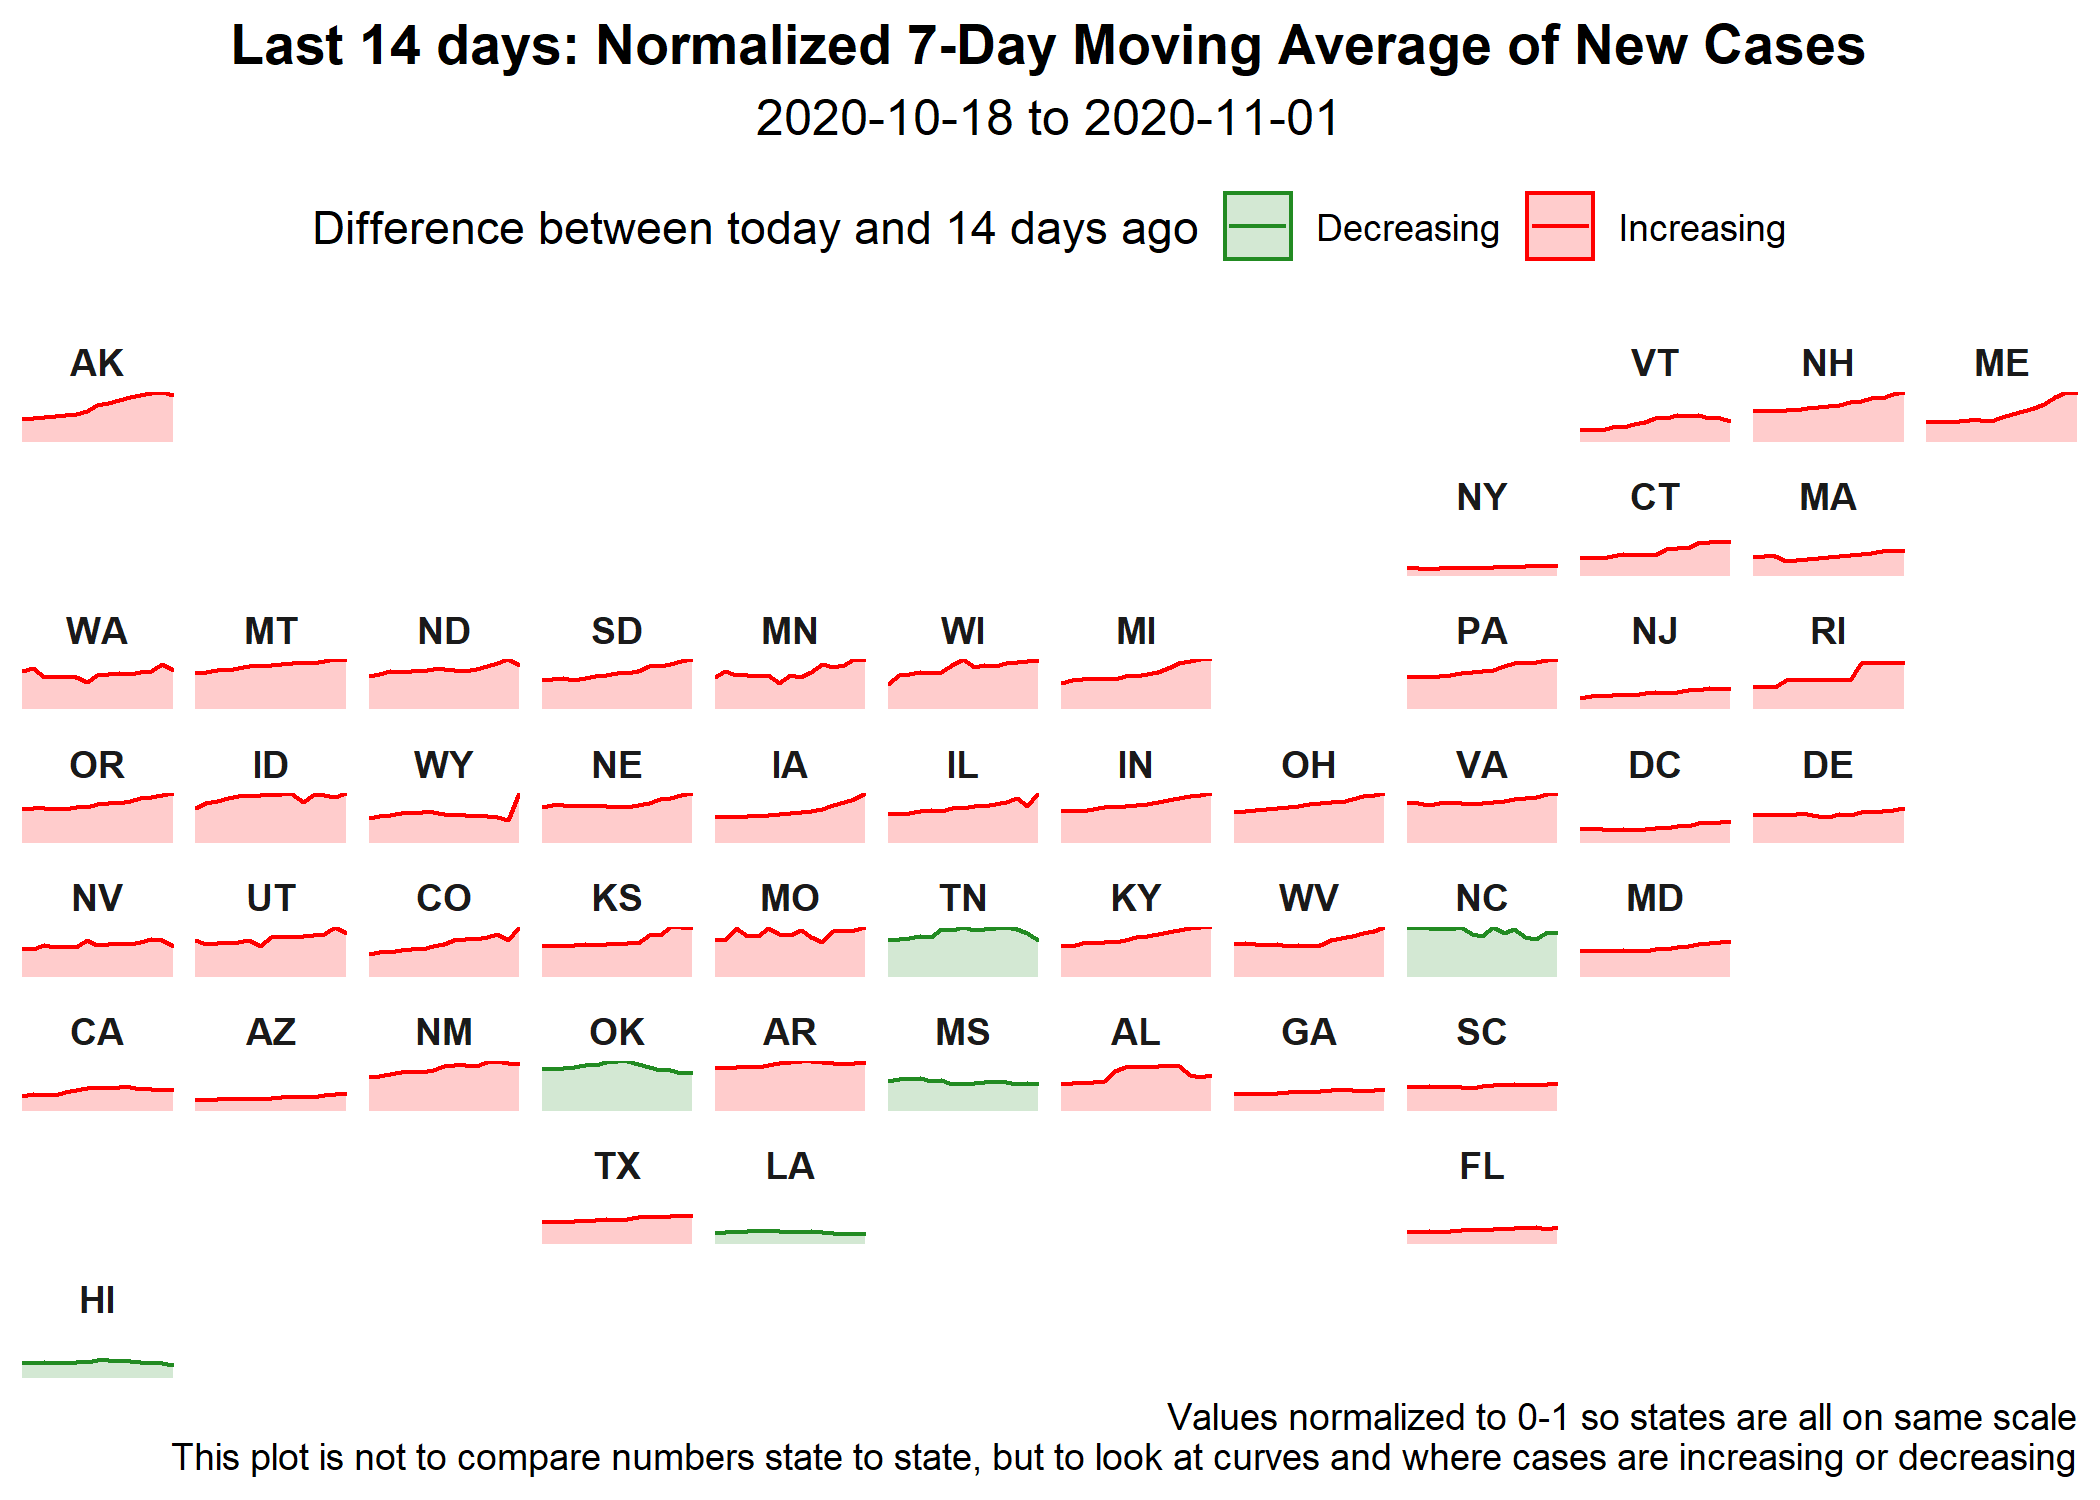 Last 14 days: Normalized 7-Day Moving Average of New Cases
2020-10-18 to 2020-11-01
Difference between today and 14 days ago Decreasing Increasing
AK VT NH ME
NY CT MA
WA MT ND SD MN WI MI PA NJ RI
OR ID WY NE IA IL IN OH VA DC DE
NV UT CO KS MO TN KY WV NC MD
CA AZ NM OK AR MS AL GA SC
TX LA FL
HI
Values normalized to 0-1 so states are all on same scale
This plot is not to compare numbers state to state, but to look at curves and where cases are increasing or decreasing